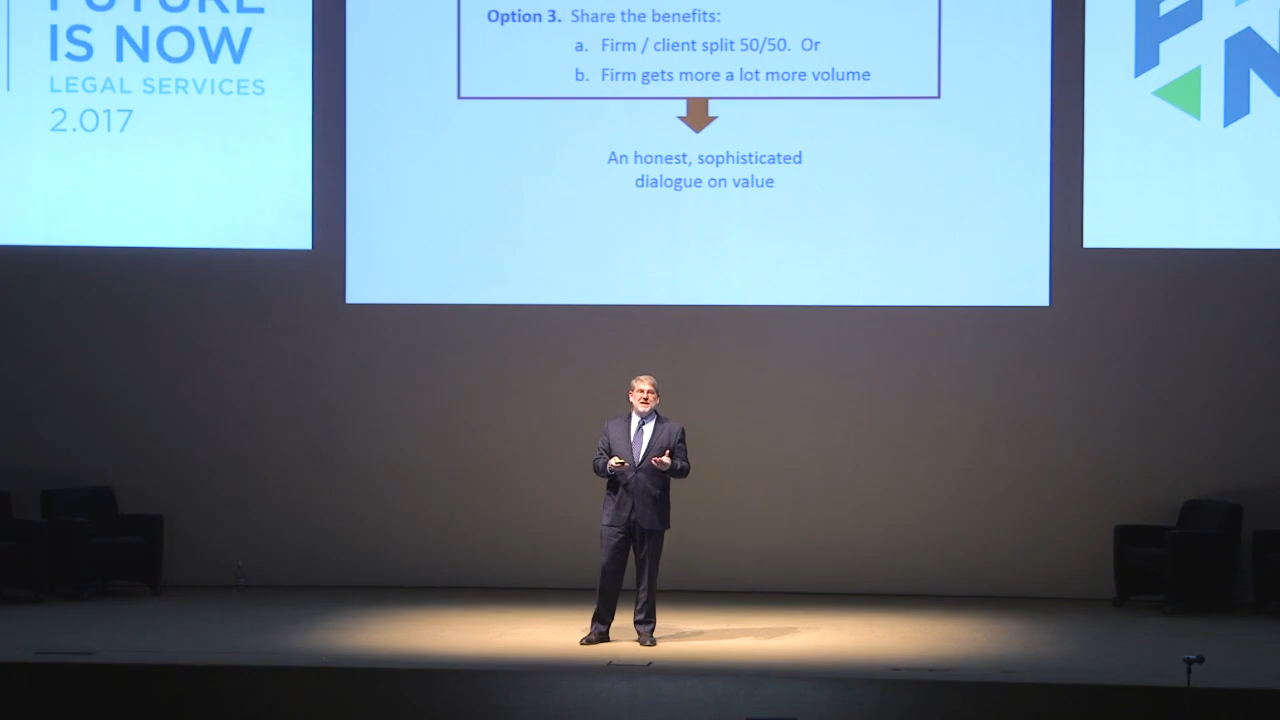 FUTURE
IS NOW
LEGAL SERVICES
2.017
Option 3. Share the benefits:
a. Firm / client split 50/50. Or
b. Firm gets more a lot more volume
An honest, sophisticated
dialogue on value